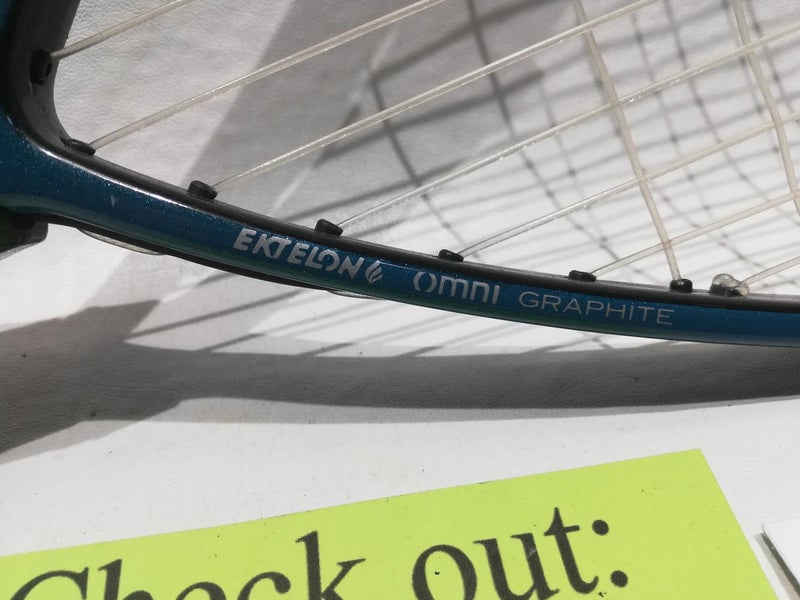 EKTELON Omni GRAPHITE
Check out: